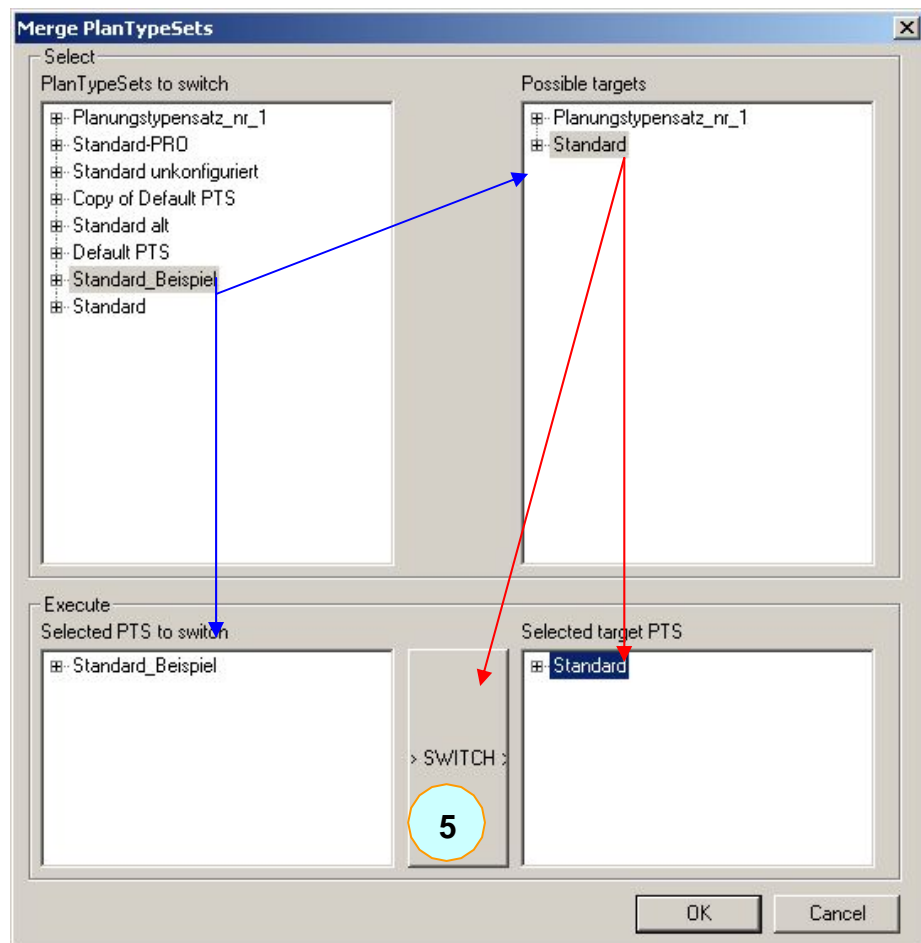 Merge PlanTypeSets
Select
PlanTypeSets to switch
Planungstypensatz_nr_1
Standard-PRO
Standard unkonfiguriert
Copy of Default PTS
Standard alt
Default PTS
Standard_Beispiel
Standard
Possible targets
Planungstypensatz_nr_1
Standard
Execute
Selected PTS to switch
Standard_Beispiel
> SWITCH >
5
Selected target PTS
Standard
OK
Cancel